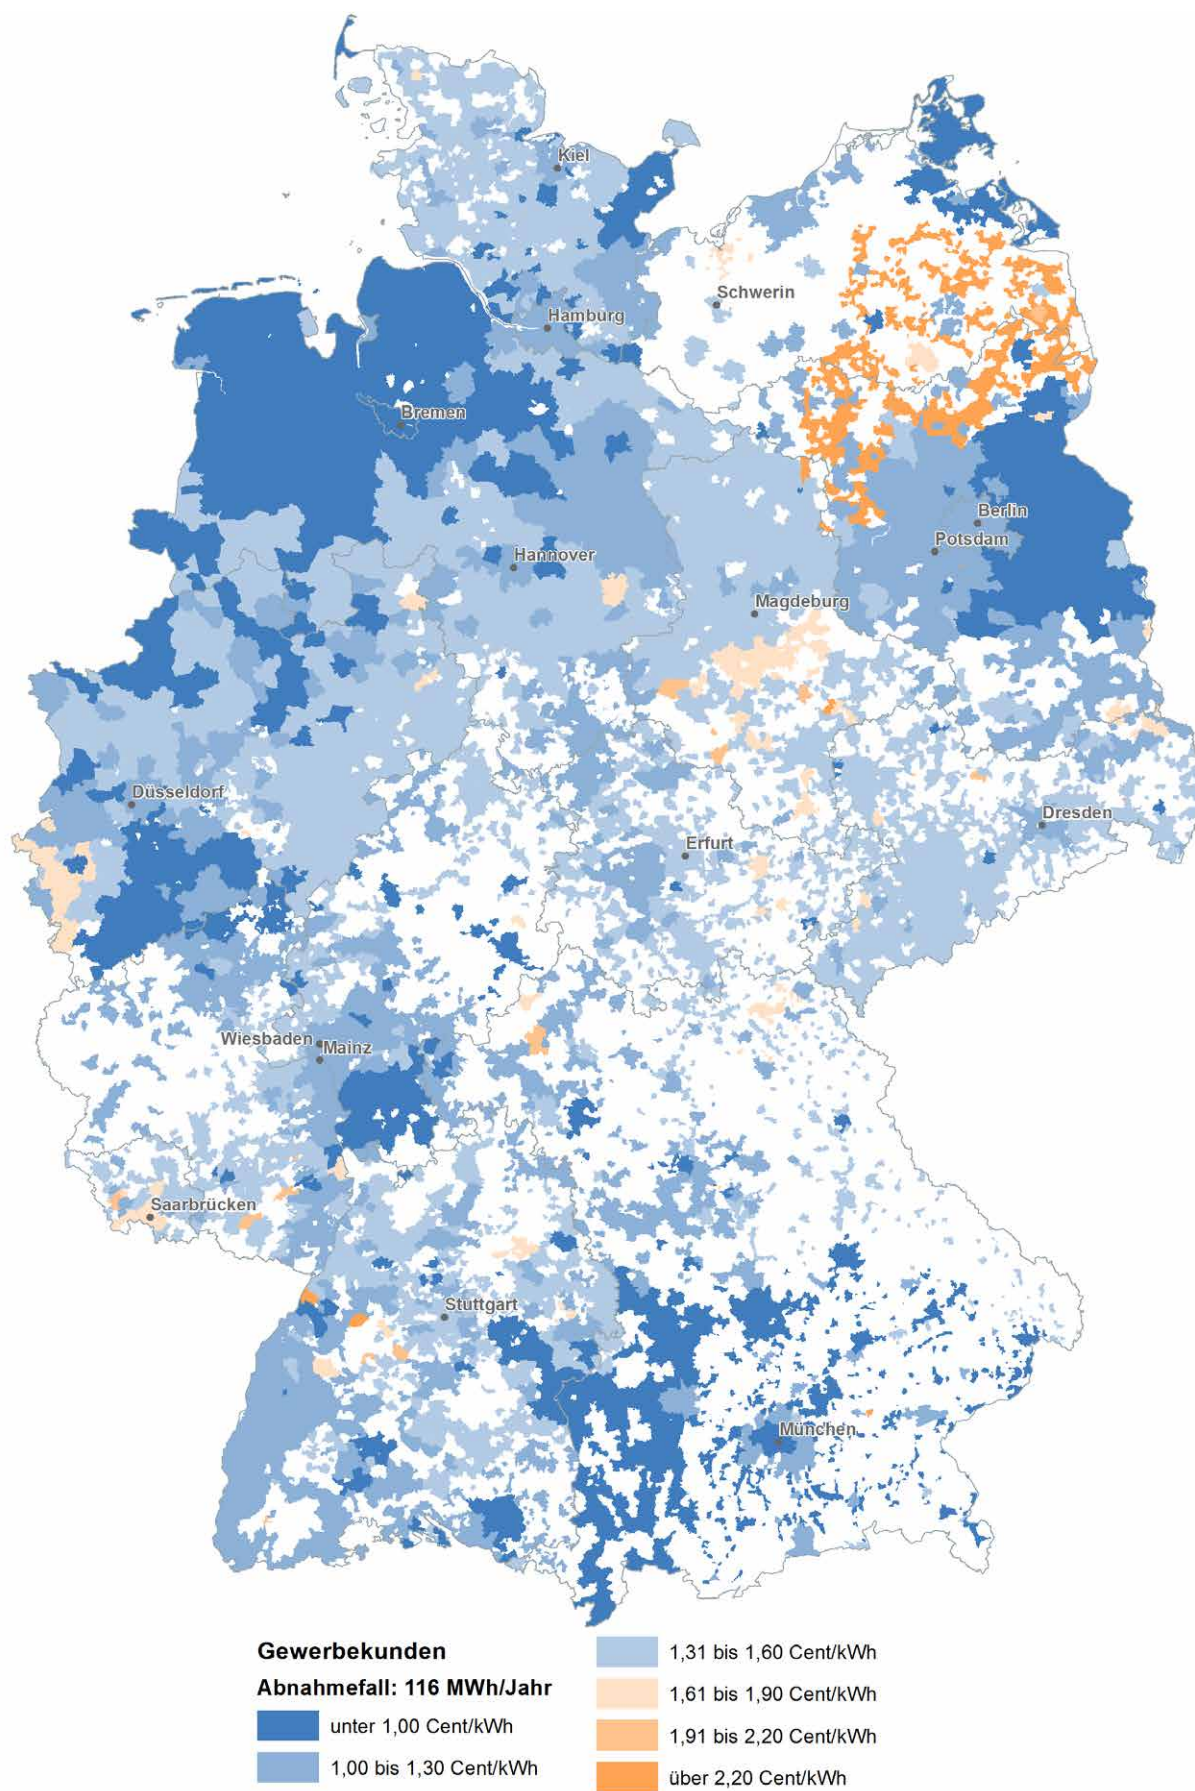 Kiel
Schwerin
Hamburg
Bremen
Berlin
Potsdam
Hannover
Magdeburg
Düsseldorf
Dresden
Erfurt
Wiesbaden
Mainz
Saarbrücken
Stuttgart
München
Gewerbekunden
Abnahmefall: 116 MWh/Jahr
unter 1,00 Cent/kWh
1,00 bis 1,30 Cent/kWh
1,31 bis 1,60 Cent/kWh
1,61 bis 1,90 Cent/kWh
1,91 bis 2,20 Cent/kWh
über 2,20 Cent/kWh